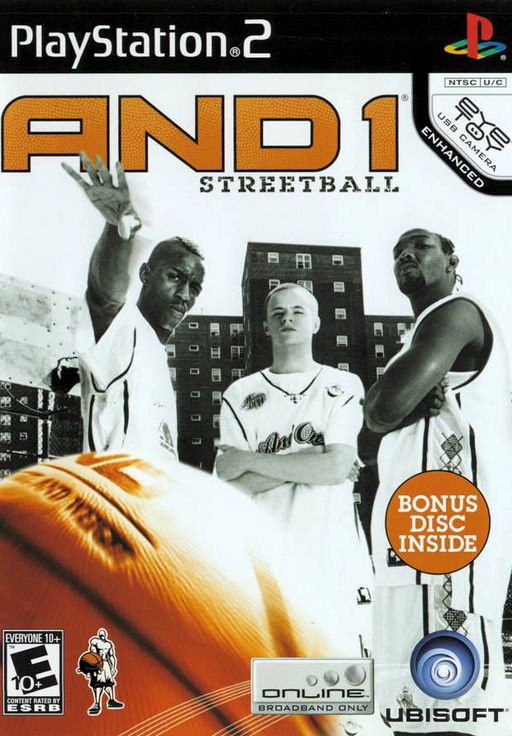 PlayStation®2
NTSC U/C
EYE TOY
USB CAMERA
ENHANCED
AND 1®
STREETBALL
And
BONUS
DISC
INSIDE
EVERYONE 10+
E
10+
CONTENT RATED BY
ESRB
ONLINE
BROADBAND ONLY
UBISOFT®